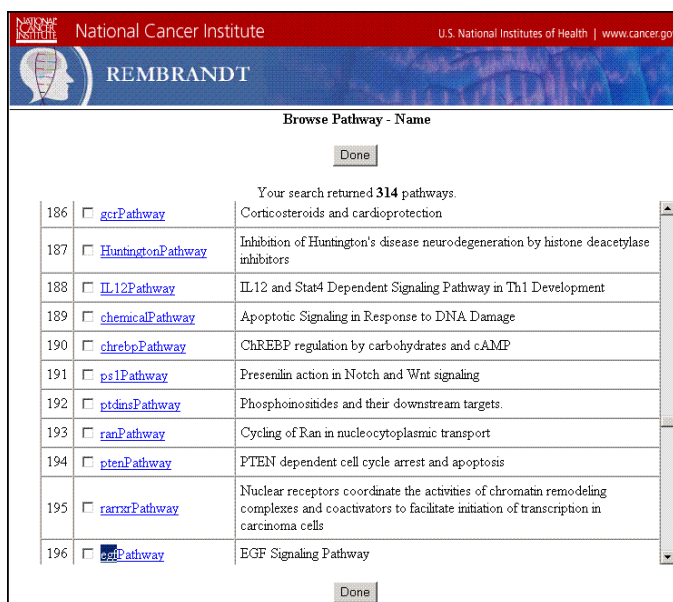 NATIONAL
CANCER
INSTITUTE
National Cancer Institute
U.S. National Institutes of Health | www.cancer.gov
REMBRANDT
Browse Pathway - Name
Done
Your search returned 314 pathways.
186 gcrPathway Corticosteroids and cardioprotection
187 HuntingtonPathway Inhibition of Huntington's disease neurodegeneration by histone deacetylase
inhibitors
188 IL12Pathway IL12 and Stat4 Dependent Signaling Pathway in Th1 Development
189 chemicalPathway Apoptotic Signaling in Response to DNA Damage
190 chrebpPathway ChREBP regulation by carbohydrates and cAMP
191 ps1Pathway Presenilin action in Notch and Wnt signaling
192 ptdinsPathway Phosphoinositides and their downstream targets.
193 ranPathway Cycling of Ran in nucleocytoplasmic transport
194 ptenPathway PTEN dependent cell cycle arrest and apoptosis
195 rarrxrPathway Nuclear receptors coordinate the activities of chromatin remodeling
complexes and coactivators to facilitate initiation of transcription in
carcinoma cells
196 egfPathway EGF Signaling Pathway
Done